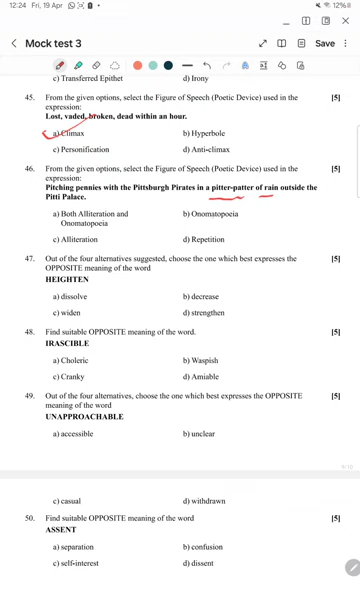 12:24 Fri, 19 Apr
12%
Mock test 3
Save
c) Transferred Epithet d) Irony
45. From the given options, select the Figure of Speech (Poetic Device) used in the [5]
expression:
Lost, vaded, broken, dead within an hour.
a) Climax b) Hyperbole
c) Personification d) Anti-climax
46. From the given options, select the Figure of Speech (Poetic Device) used in the [5]
expression:
Pitching pennies with the Pittsburgh Pirates in a pitter-patter of rain outside the
Pitti Palace.
a) Both Alliteration and b) Onomatopoeia
Onomatopoeia
c) Alliteration d) Repetition
47. Out of the four alternatives suggested, choose the one which best expresses the [5]
OPPOSITE meaning of the word
HEIGHTEN
a) dissolve b) decrease
c) widen d) strengthen
48. Find suitable OPPOSITE meaning of the word. [5]
IRASCIBLE
a) Choleric b) Waspish
c) Cranky d) Amiable
49. Out of the four alternatives, choose the one which best expresses the OPPOSITE [5]
meaning of the word
UNAPPROACHABLE
a) accessible b) unclear
c) casual d) withdrawn
50. Find suitable OPPOSITE meaning of the word [5]
ASSENT
a) separation b) confusion
c) self-interest d) dissent